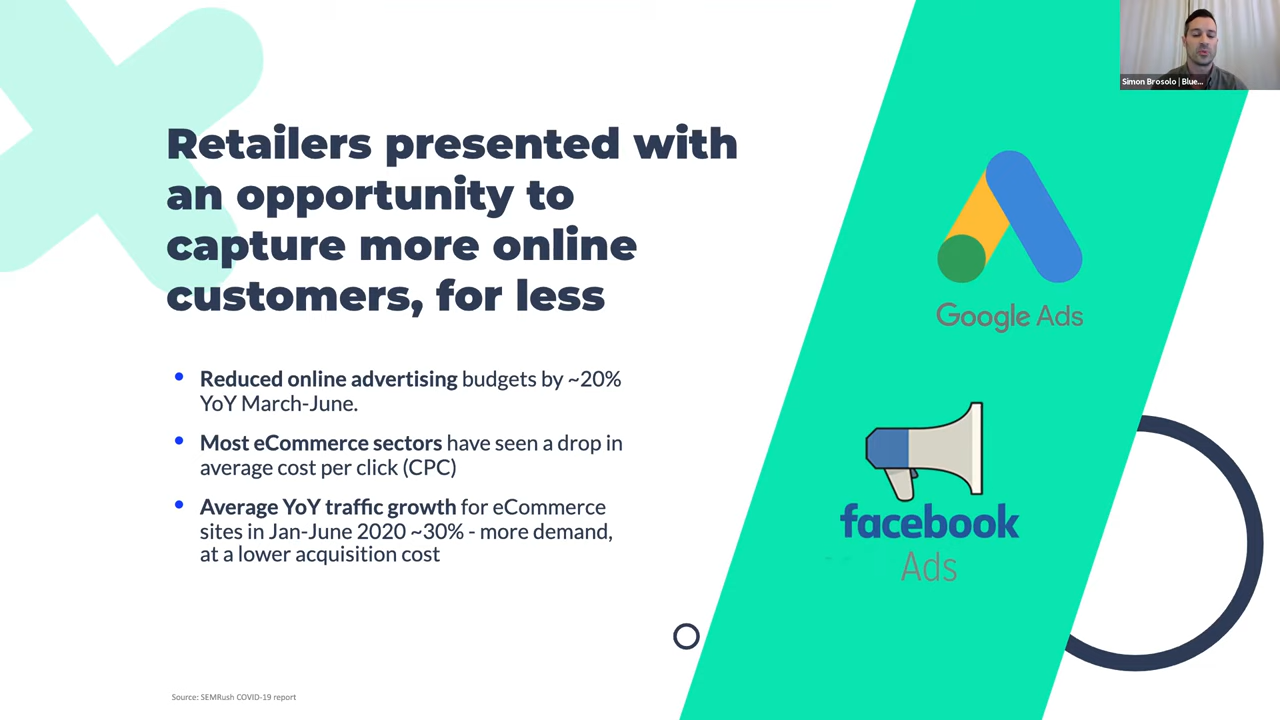 Simon Brosolo | Blue...
Retailers presented with
an opportunity to
capture more online
customers, for less
Reduced online advertising budgets by ~20%
YoY March-June.
Most eCommerce sectors have seen a drop in
average cost per click (CPC)
Average YoY traffic growth for eCommerce
sites in Jan-June 2020 ~30% - more demand,
at a lower acquisition cost
Google Ads
facebook
Ads
Source: SEMRush COVID-19 report